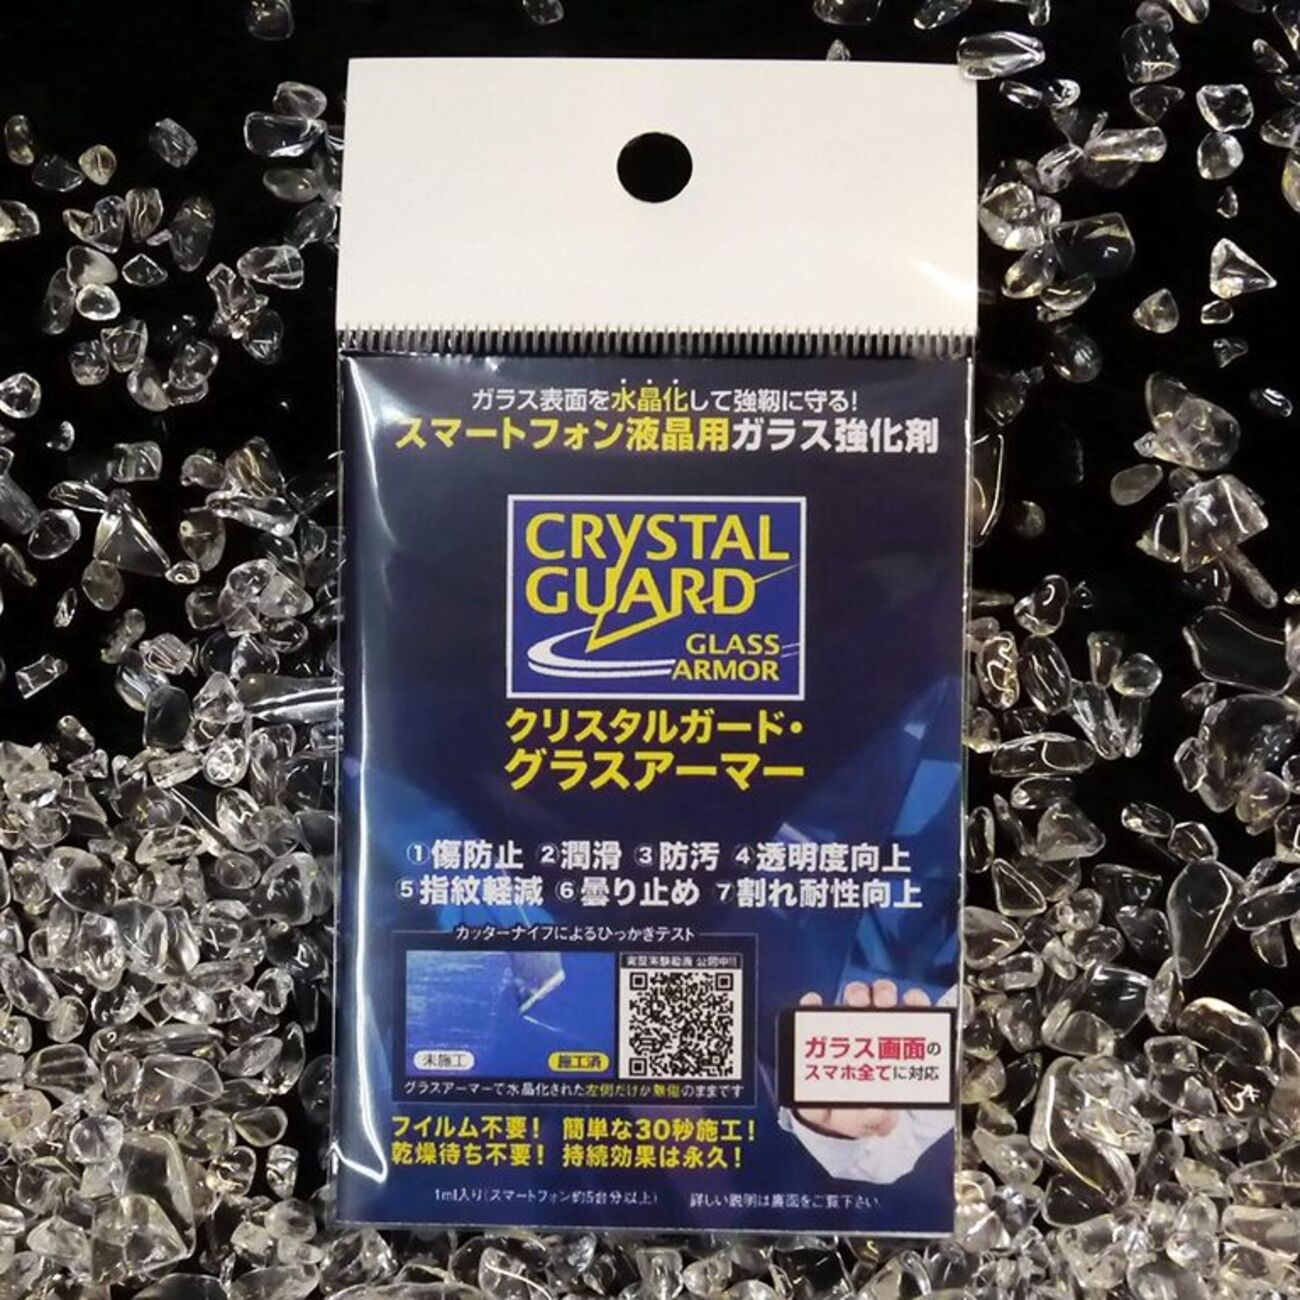 ガラス表面を水晶化して強靱に守る!
スマートフォン液晶用ガラス強化剤
CRYSTAL
GUARD
GLASS
ARMOR
クリスタルガード・
グラスアーマー
①傷防止 ②潤滑 ③防汚 ④透明度向上
⑤指紋軽減 ⑥曇り止め ⑦割れ耐性向上
カッターナイフによるひっかきテスト
実証実験動画 公開中!!
未施工
施工済
グラスアーマーで水晶化された左側だけが無傷のままです
ガラス画面の
スマホ全てに対応
フイルム不要! 簡単な30秒施工!
乾燥待ち不要! 持続効果は永久!
1ml入り(スマートフォン約5台分以上) 詳しい説明は裏面をご覧下さい